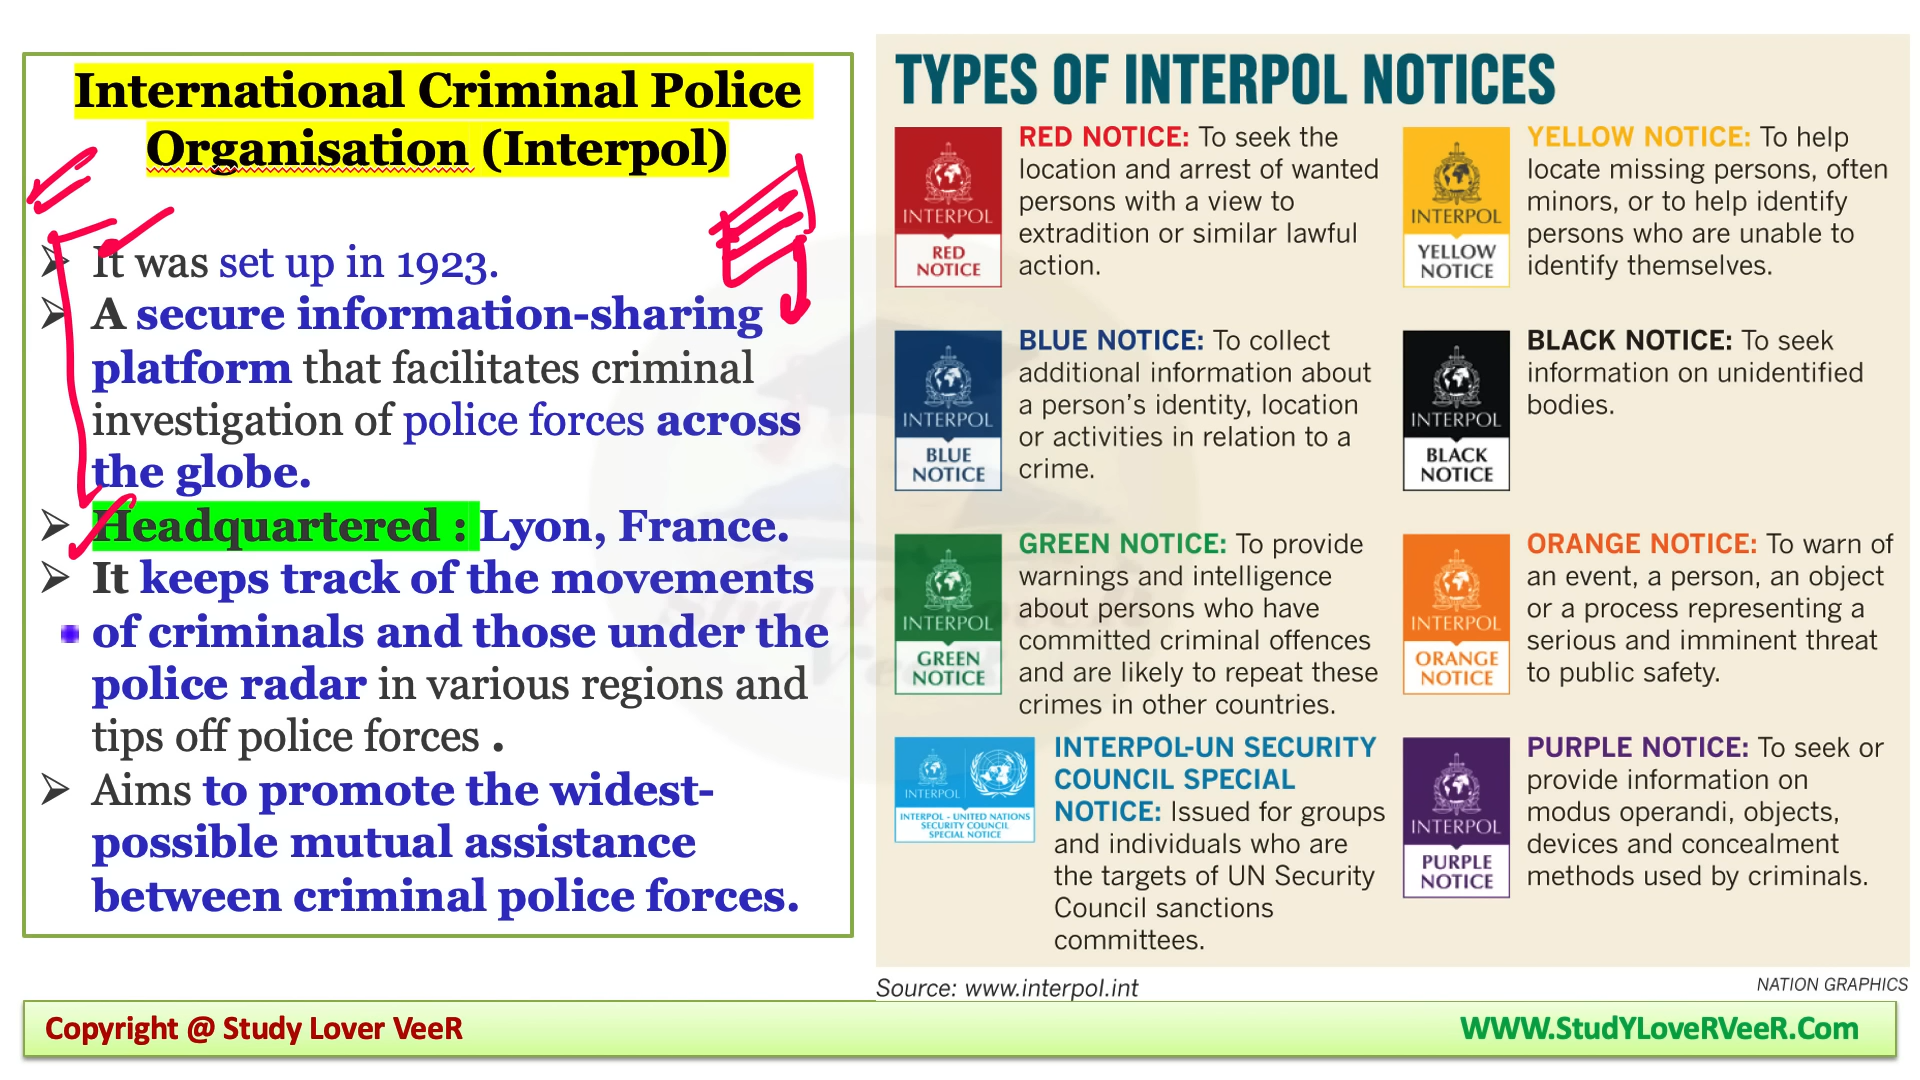 International Criminal Police
Organisation (Interpol)
➢ It was set up in 1923.
➢ A secure information-sharing
platform that facilitates criminal
investigation of police forces across
the globe.
➢ Headquartered : Lyon, France.
➢ It keeps track of the movements
of criminals and those under the
police radar in various regions and
tips off police forces .
➢ Aims to promote the widest-
possible mutual assistance
between criminal police forces.
TYPES OF INTERPOL NOTICES
INTERPOL
RED
NOTICE
RED NOTICE: To seek the
location and arrest of wanted
persons with a view to
extradition or similar lawful
action.
INTERPOL
YELLOW
NOTICE
YELLOW NOTICE: To help
locate missing persons, often
minors, or to help identify
persons who are unable to
identify themselves.
INTERPOL
BLUE
NOTICE
BLUE NOTICE: To collect
additional information about
a person's identity, location
or activities in relation to a
crime.
INTERPOL
BLACK
NOTICE
BLACK NOTICE: To seek
information on unidentified
bodies.
INTERPOL
GREEN
NOTICE
GREEN NOTICE: To provide
warnings and intelligence
about persons who have
committed criminal offences
and are likely to repeat these
crimes in other countries.
INTERPOL
ORANGE
NOTICE
ORANGE NOTICE: To warn of
an event, a person, an object
or a process representing a
serious and imminent threat
to public safety.
INTERPOL
INTERPOL - UNITED NATIONS
SECURITY COUNCIL
SPECIAL NOTICE
INTERPOL-UN SECURITY
COUNCIL SPECIAL
NOTICE: Issued for groups
and individuals who are
the targets of UN Security
Council sanctions
committees.
INTERPOL
PURPLE
NOTICE
PURPLE NOTICE: To seek or
provide information on
modus operandi, objects,
devices and concealment
methods used by criminals.
Source: www.interpol.int
NATION GRAPHICS
StudY LoveR
VeeR
Copyright @ Study Lover VeeR
WWW.StudYLoveRVeeR.Com